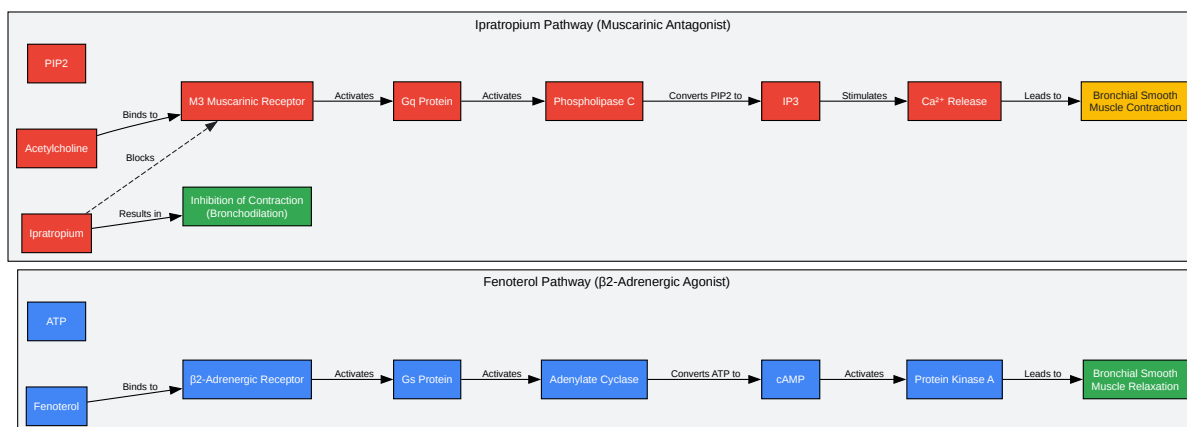 Ipratropium Pathway (Muscarinic Antagonist)
PIP2
M3 Muscarinic Receptor
Activates
Gq Protein
Activates
Phospholipase C
Converts PIP2 to
IP3
Stimulates
Ca²⁺ Release
Leads to
Bronchial Smooth
Muscle Contraction
Binds to
Acetylcholine
Blocks
Inhibition of Contraction
(Bronchodilation)
Results in
Ipratropium
Fenoterol Pathway (β2-Adrenergic Agonist)
ATP
β2-Adrenergic Receptor
Activates
Gs Protein
Activates
Adenylate Cyclase
Converts ATP to
cAMP
Activates
Protein Kinase A
Leads to
Bronchial Smooth
Muscle Relaxation
Binds to
Fenoterol